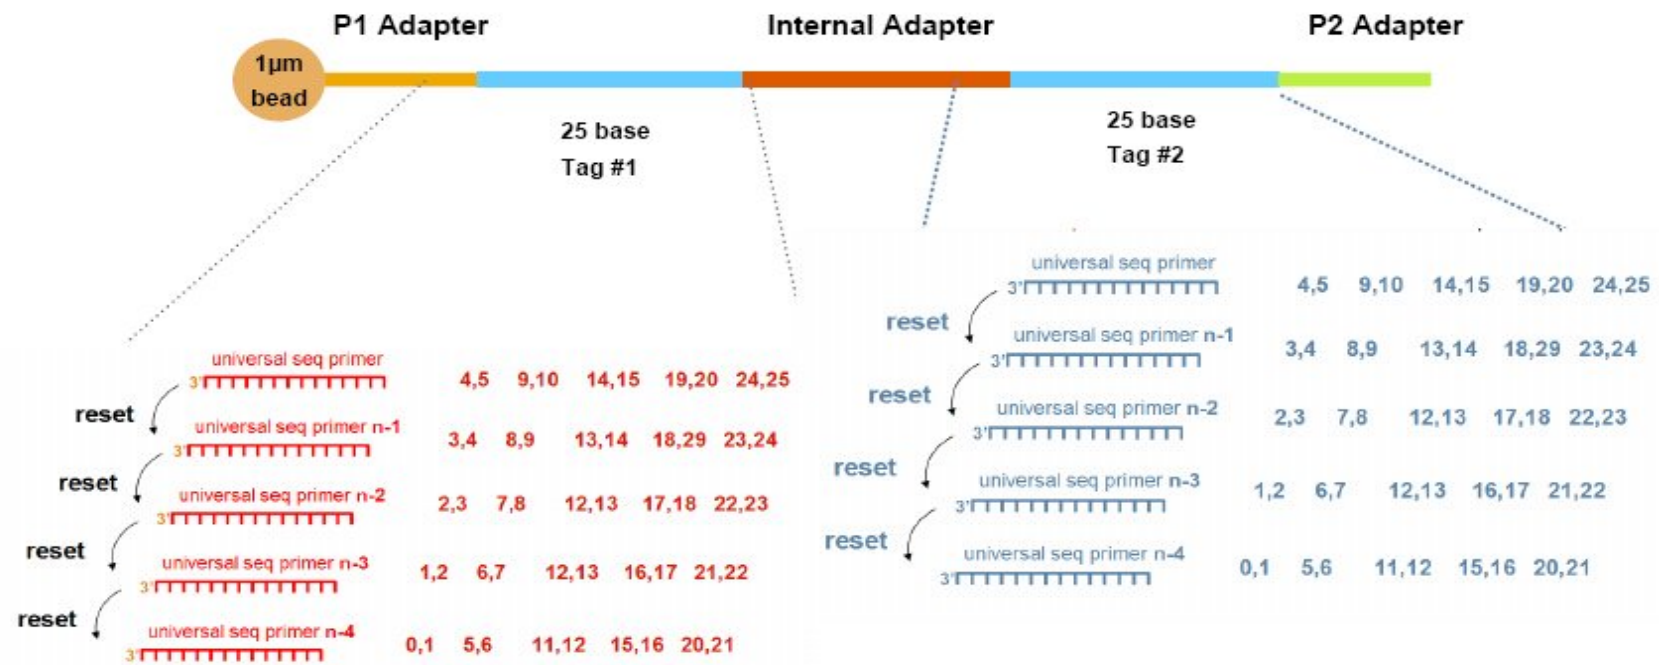 P1 Adapter Internal Adapter P2 Adapter
1µm
bead
25 base
Tag #1
25 base
Tag #2
universal seq primer
3'
4,5 9,10 14,15 19,20 24,25
reset
universal seq primer n-1
3'
3,4 8,9 13,14 18,29 23,24
reset
universal seq primer n-2
3'
2,3 7,8 12,13 17,18 22,23
reset
universal seq primer n-3
3'
1,2 6,7 12,13 16,17 21,22
reset
universal seq primer n-4
3'
0,1 5,6 11,12 15,16 20,21
universal seq primer
3'
4,5 9,10 14,15 19,20 24,25
reset
universal seq primer n-1
3'
3,4 8,9 13,14 18,29 23,24
reset
universal seq primer n-2
3'
2,3 7,8 12,13 17,18 22,23
reset
universal seq primer n-3
3'
1,2 6,7 12,13 16,17 21,22
reset
universal seq primer n-4
3'
0,1 5,6 11,12 15,16 20,21